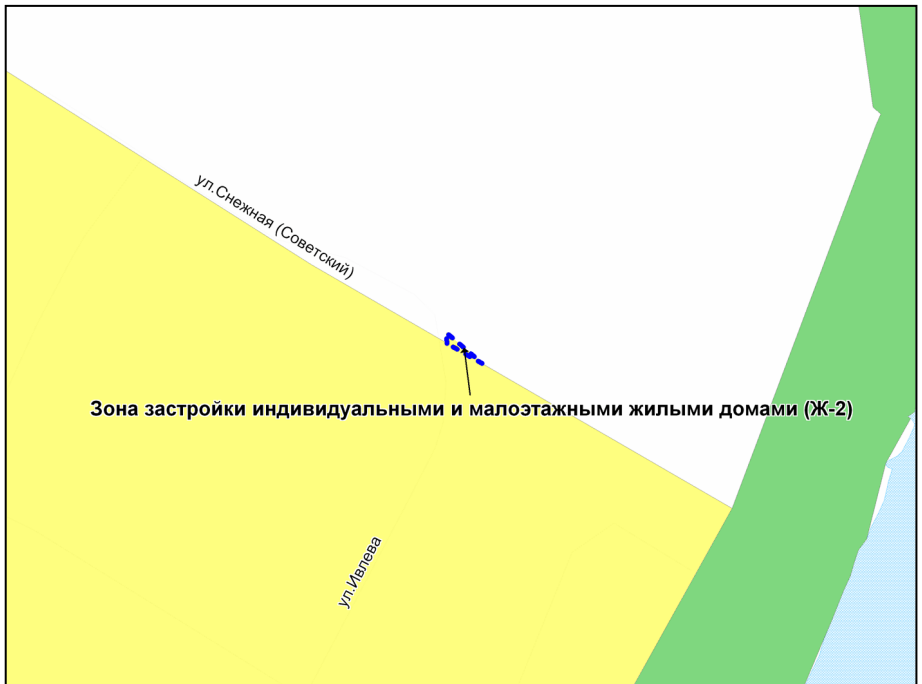 ул.Снежная (Советский)
Зона застройки индивидуальными и малоэтажными жилыми домами (Ж-2)
ул.Ивлева